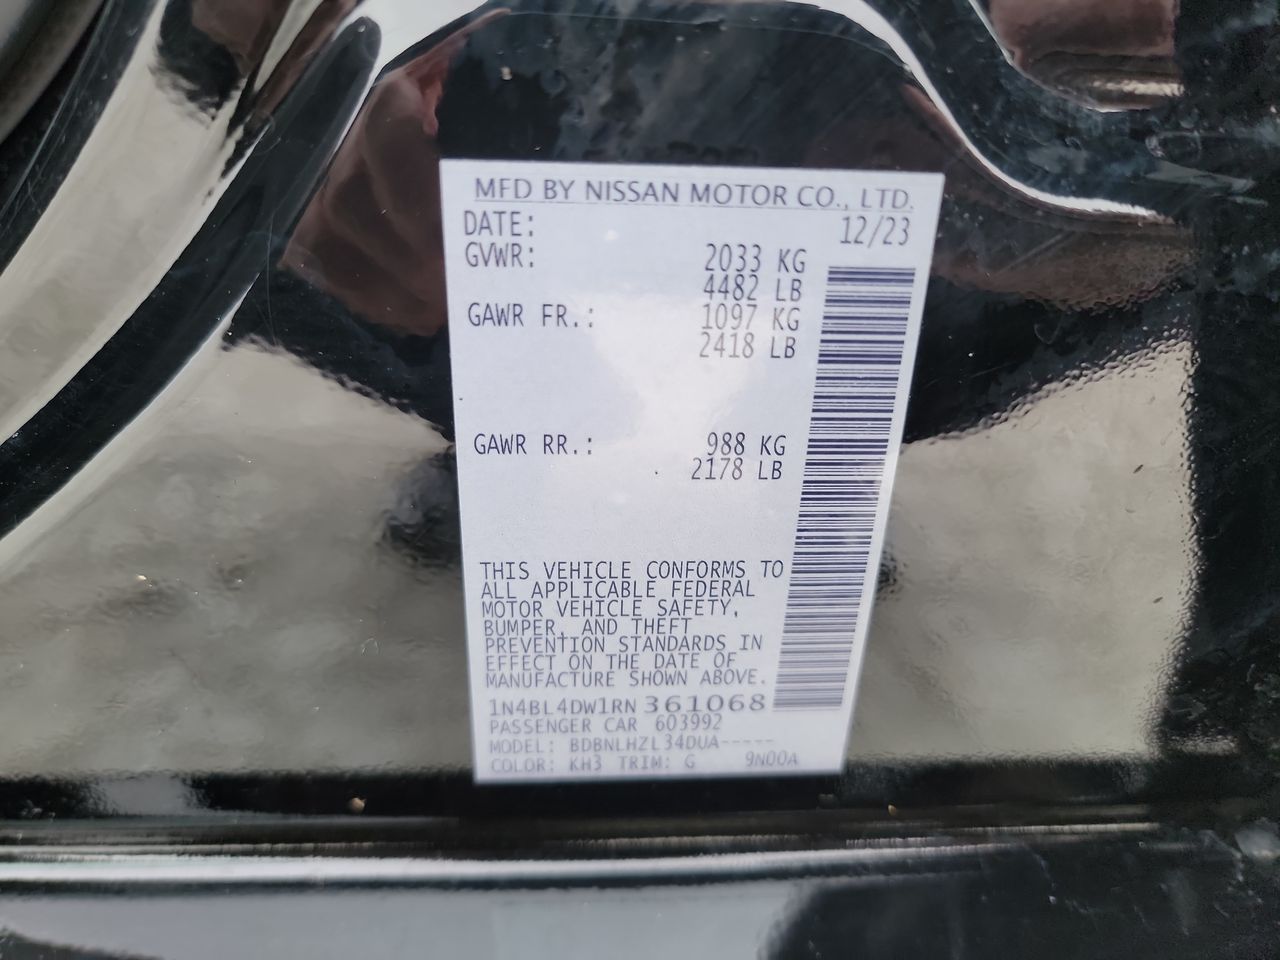 MFD BY NISSAN MOTOR CO., LTD.
DATE: 12/23
GVWR: 2033 KG
4482 LB
GAWR FR.: 1097 KG
2418 LB
GAWR RR.: 988 KG
2178 LB
THIS VEHICLE CONFORMS TO
ALL APPLICABLE FEDERAL
MOTOR VEHICLE SAFETY,
BUMPER, AND THEFT
PREVENTION STANDARDS IN
EFFECT ON THE DATE OF
MANUFACTURE SHOWN ABOVE.
1N4BL4DW1RN361068
PASSENGER CAR 603992
MODEL: BDBNLHZL34DUA-----
COLOR: KH3 TRIM: G 9N00A